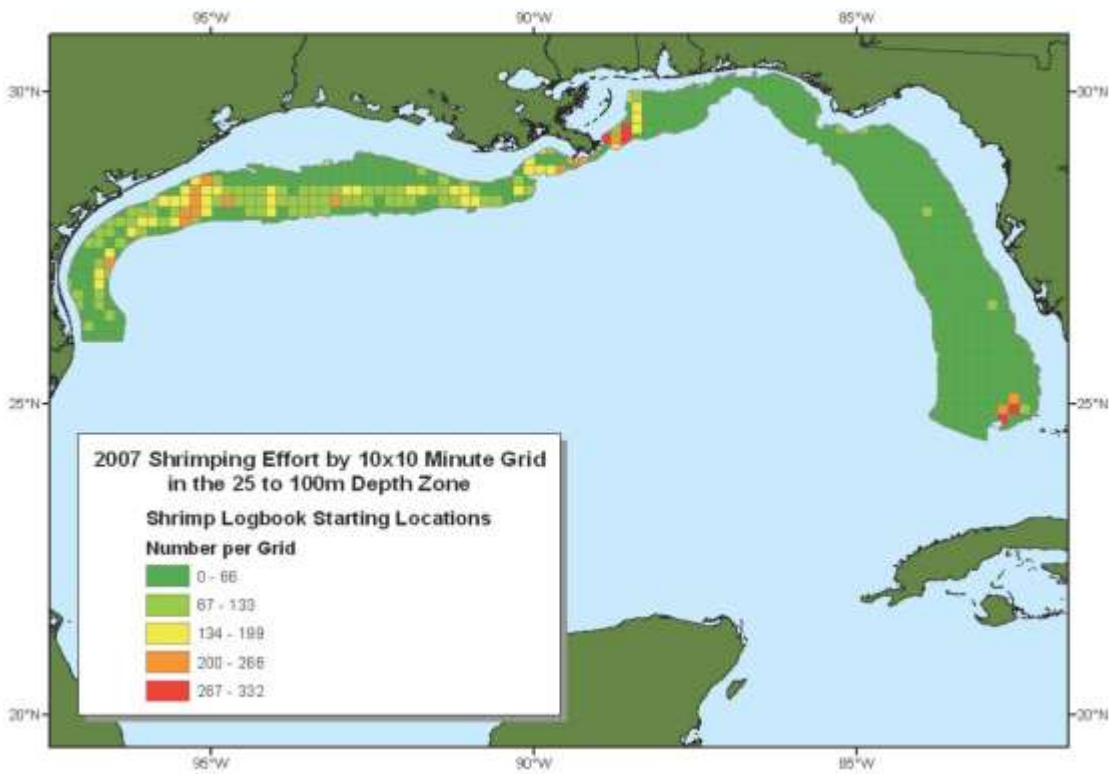 95°W 90°W 85°W
30°N 30°N
25°N 25°N
2007 Shrimping Effort by 10x10 Minute Grid
in the 25 to 100m Depth Zone
Shrimp Logbook Starting Locations
Number per Grid
0 - 66
67 - 133
134 - 199
200 - 266
267 - 332
20°N 20°N
95°W 90°W 85°W